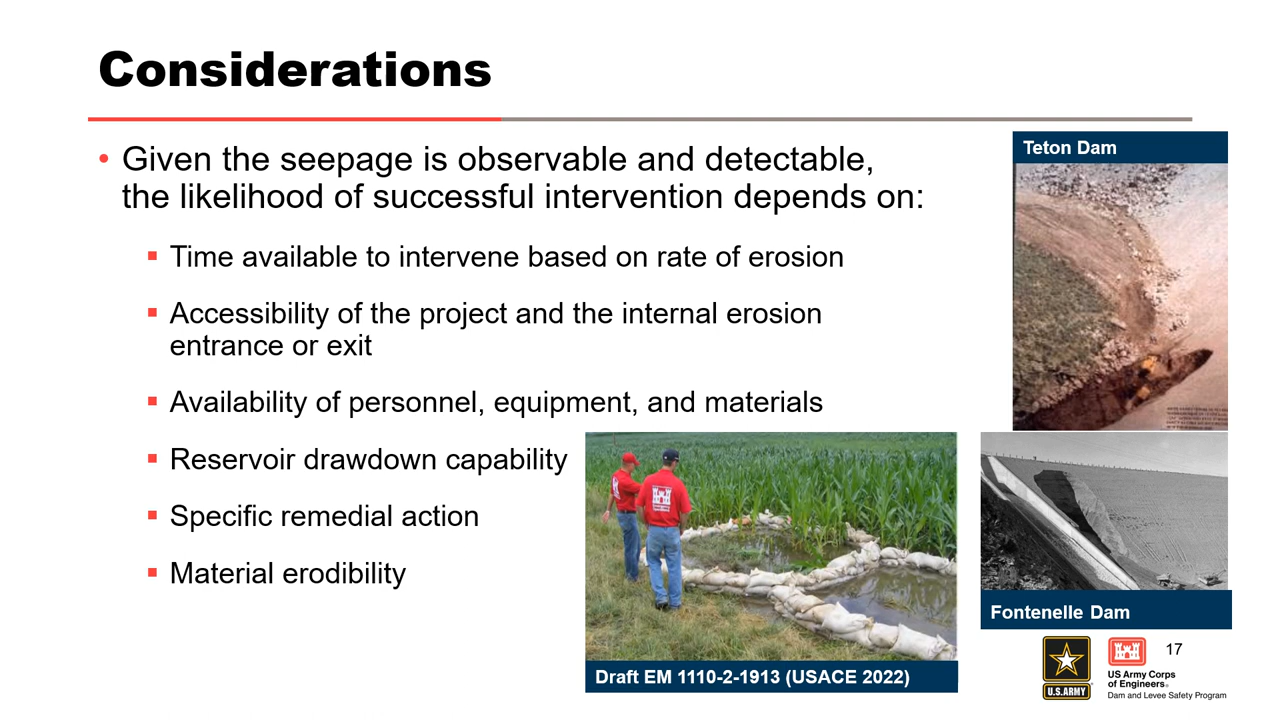 Considerations
• Given the seepage is observable and detectable,
the likelihood of successful intervention depends on:
▪ Time available to intervene based on rate of erosion
▪ Accessibility of the project and the internal erosion
entrance or exit
▪ Availability of personnel, equipment, and materials
▪ Reservoir drawdown capability
▪ Specific remedial action
▪ Material erodibility
Teton Dam
Fontenelle Dam
Draft EM 1110-2-1913 (USACE 2022)
U.S.ARMY
US Army Corps
of Engineers®
Dam and Levee Safety Program
17